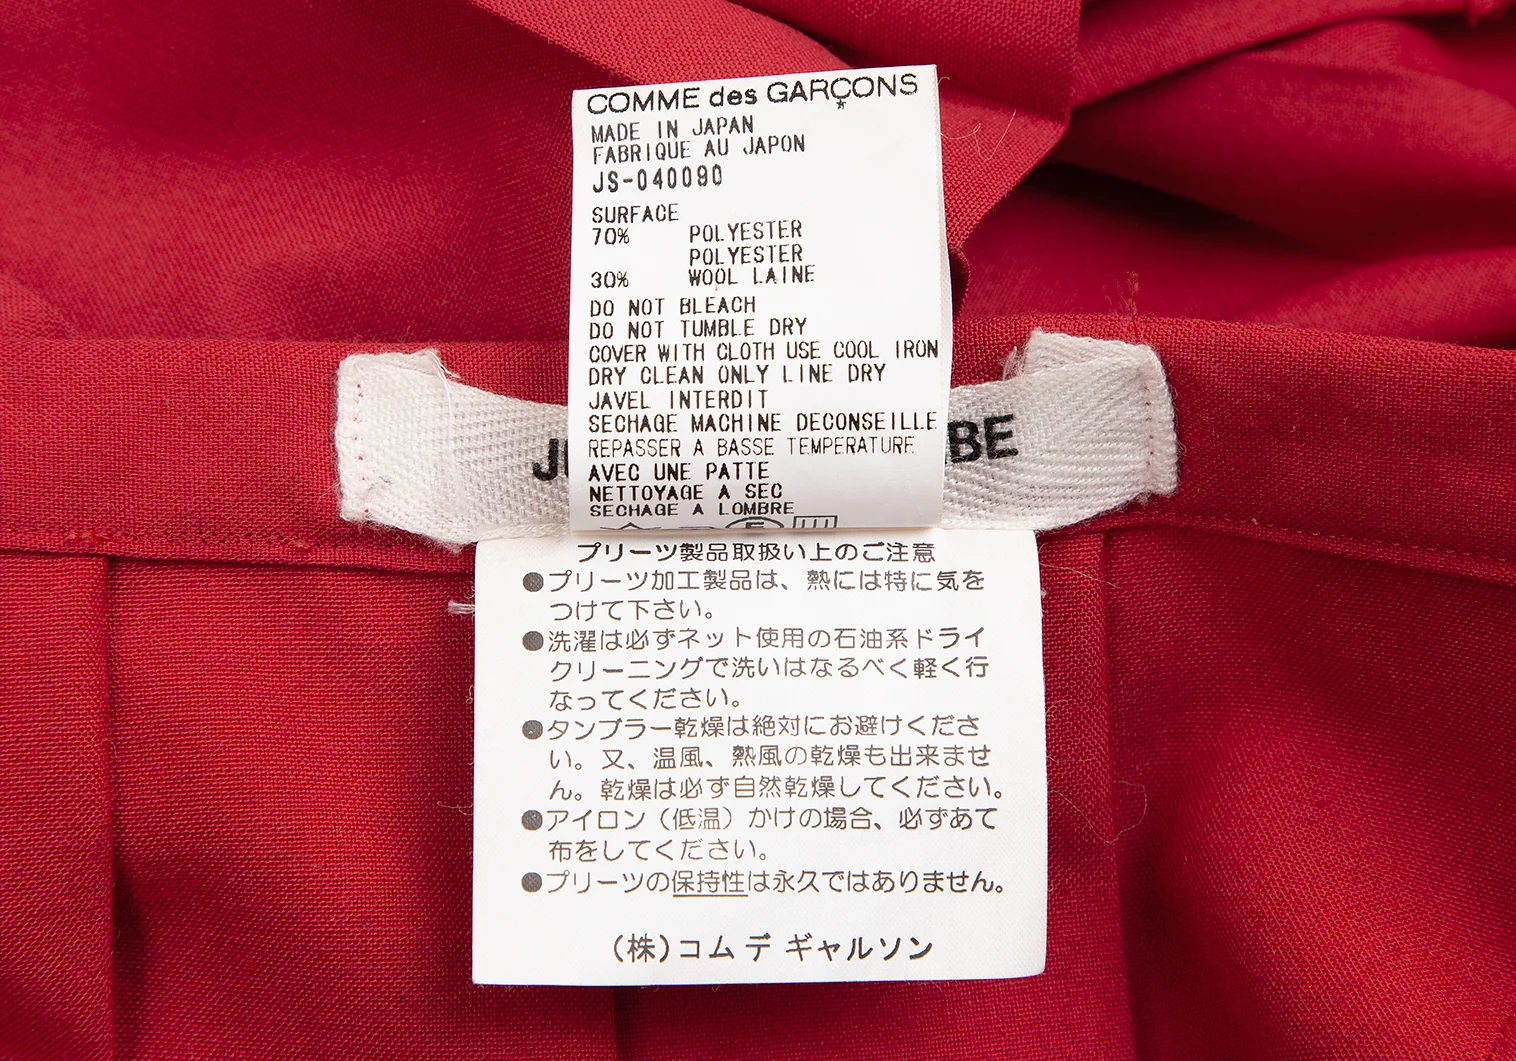 COMME des GARÇONS
MADE IN JAPAN
FABRIQUE AU JAPON
JS-040090
SURFACE
70% POLYESTER
POLYESTER
30% WOOL LAINE
DO NOT BLEACH
DO NOT TUMBLE DRY
COVER WITH CLOTH USE COOL IRON
DRY CLEAN ONLY LINE DRY
JAVEL INTERDIT
SECHAGE MACHINE DECONSEILLE
REPASSER A BASSE TEMPERATURE
AVEC UNE PATTE
NETTOYAGE A SEC
SECHAGE A LOMBRE
プリーツ製品取扱い上のご注意
●プリーツ加工製品は、熱には特に気を
つけて下さい。
●洗濯は必ずネット使用の石油系ドライ
クリーニングで洗いはなるべく軽く行
なってください。
●タンブラー乾燥は絶対にお避けくださ
い。又、温風、熱風の乾燥も出来ませ
ん。乾燥は必ず自然乾燥してください。
●アイロン（低温）かけの場合、必ずあて
布をしてください。
●プリーツの保持性は永久ではありません。
(株)コム デ ギャルソン